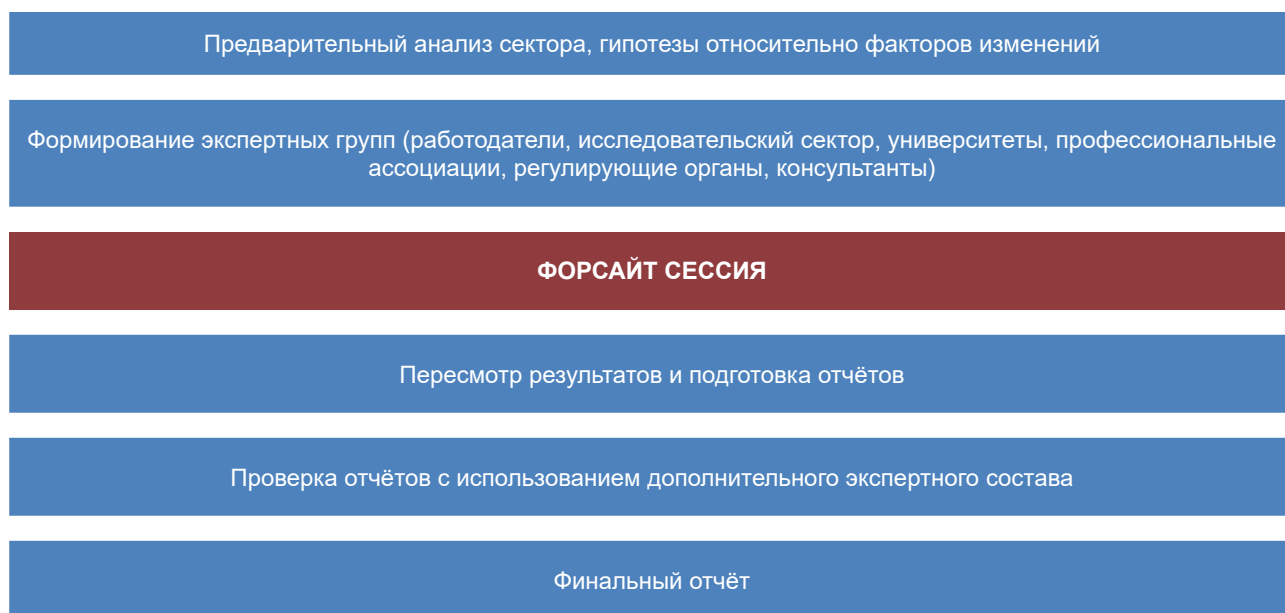 Предварительный анализ сектора, гипотезы относительно факторов изменений
Формирование экспертных групп (работодатели, исследовательский сектор, университеты, профессиональные
ассоциации, регулирующие органы, консультанты)
ФОРСАЙТ СЕССИЯ
Пересмотр результатов и подготовка отчётов
Проверка отчётов с использованием дополнительного экспертного состава
Финальный отчёт